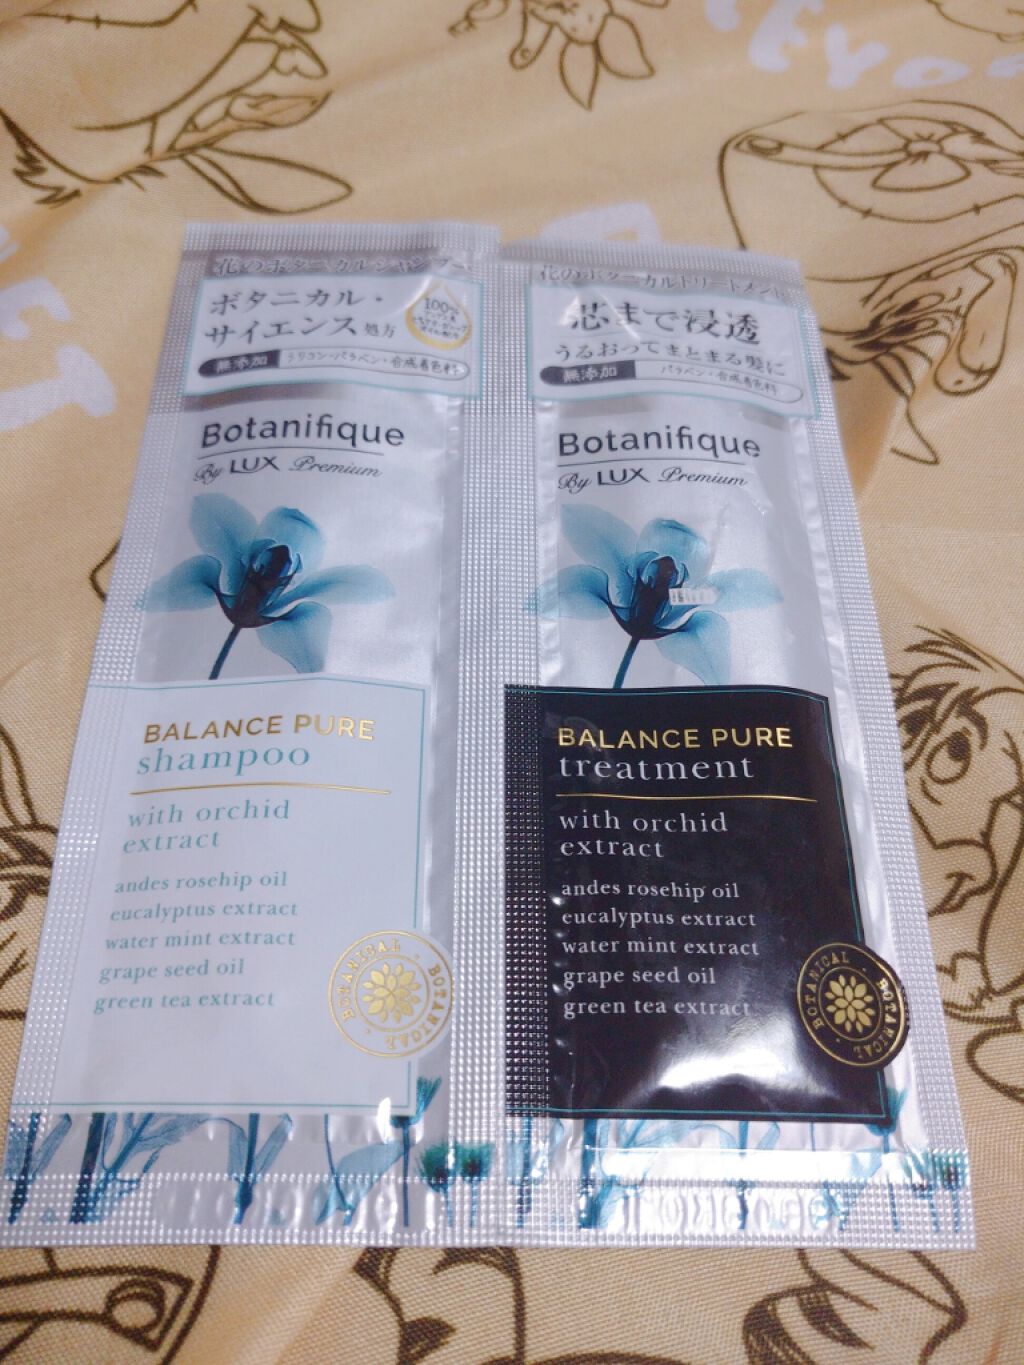 花のボタニカルシャンプー
ボタニカル・
サイエンス処方
100%
無添加 シリコン・パラベン・合成着色料
Botanifique
By LUX Premium
BALANCE PURE
shampoo
with orchid
extract
andes rosehip oil
eucalyptus extract
water mint extract
grape seed oil
green tea extract
BOTANICAL · BOTANICAL ·
花のボタニカルトリートメント
芯まで浸透
うるおってまとまる髪に
無添加 パラベン・合成着色料
Botanifique
By LUX Premium
BALANCE PURE
treatment
with orchid
extract
andes rosehip oil
eucalyptus extract
water mint extract
grape seed oil
green tea extract
BOTANICAL · BOTANICAL ·